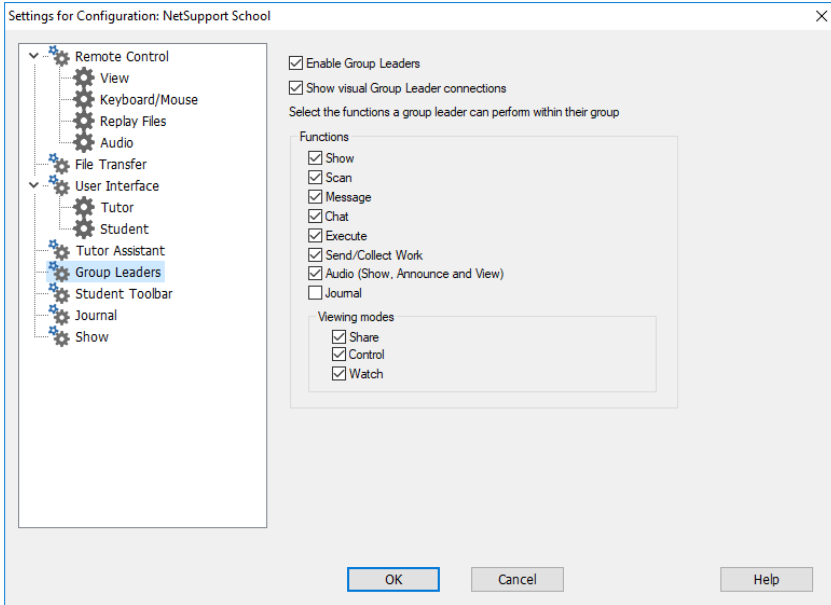 Settings for Configuration: NetSupport School
Remote Control
View
Keyboard/Mouse
Replay Files
Audio
File Transfer
User Interface
Tutor
Student
Tutor Assistant
Group Leaders
Student Toolbar
Journal
Show
Enable Group Leaders
Show visual Group Leader connections
Select the functions a group leader can perform within their group
Functions
Show
Scan
Message
Chat
Execute
Send/Collect Work
Audio (Show, Announce and View)
Journal
Viewing modes
Share
Control
Watch
OK
Cancel
Help